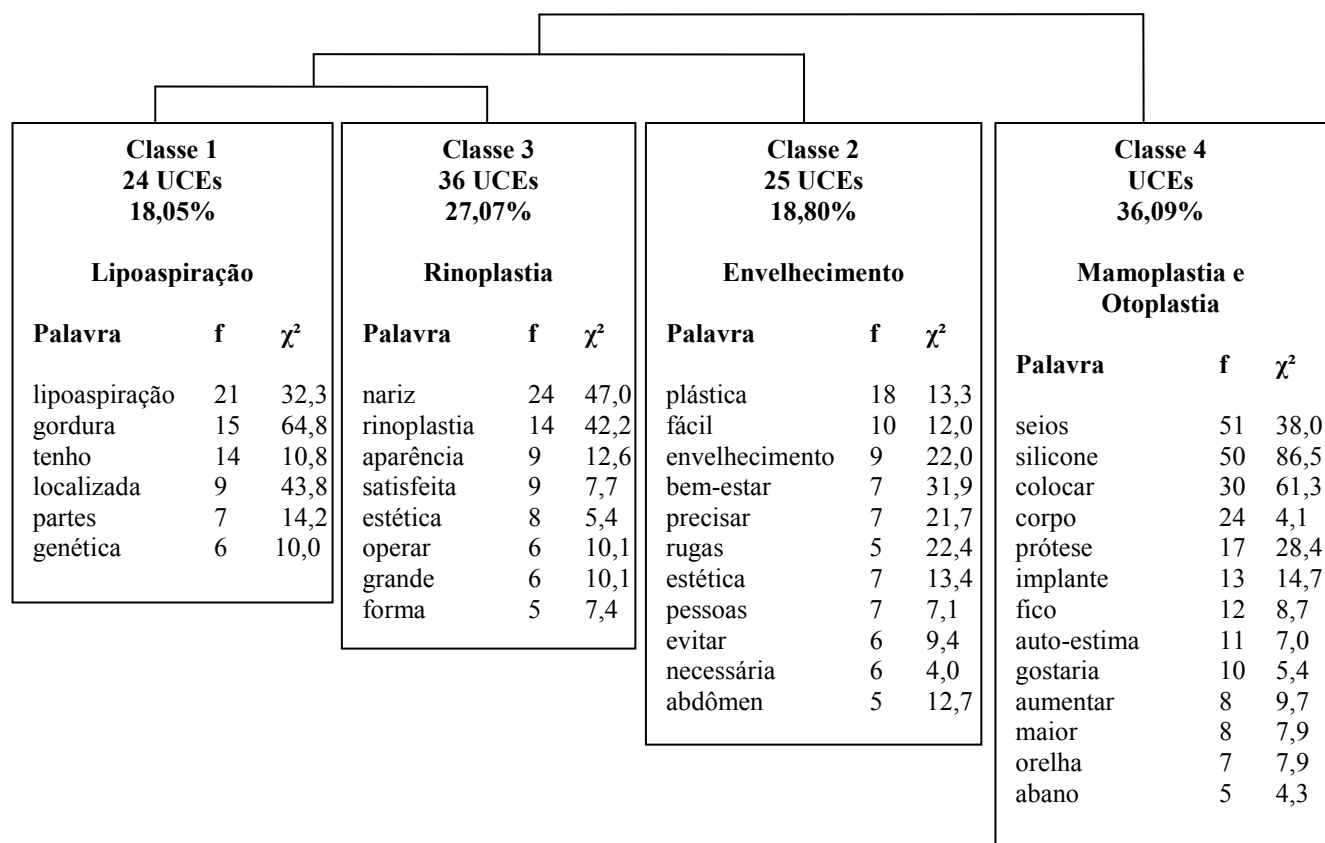 Classe 1
24 UCEs
18,05%
Lipoaspiração
Palavra f χ²
lipoaspiração 21 32,3
gordura 15 64,8
tenho 14 10,8
localizada 9 43,8
partes 7 14,2
genética 6 10,0
Classe 3
36 UCEs
27,07%
Rinoplastia
Palavra f χ²
nariz 24 47,0
rinoplastia 14 42,2
aparência 9 12,6
satisfeita 9 7,7
estética 8 5,4
operar 6 10,1
grande 6 10,1
forma 5 7,4
Classe 2
25 UCEs
18,80%
Envelhecimento
Palavra f χ²
plástica 18 13,3
fácil 10 12,0
envelhecimento 9 22,0
bem-estar 7 31,9
precisar 7 21,7
rugas 5 22,4
estética 7 13,4
pessoas 7 7,1
evitar 6 9,4
necessária 6 4,0
abdômen 5 12,7
Classe 4
UCEs
36,09%
Mamoplastia e
Otoplastia
Palavra f χ²
seios 51 38,0
silicone 50 86,5
colocar 30 61,3
corpo 24 4,1
prótese 17 28,4
implante 13 14,7
fico 12 8,7
auto-estima 11 7,0
gostaria 10 5,4
aumentar 8 9,7
maior 8 7,9
orelha 7 7,9
abano 5 4,3